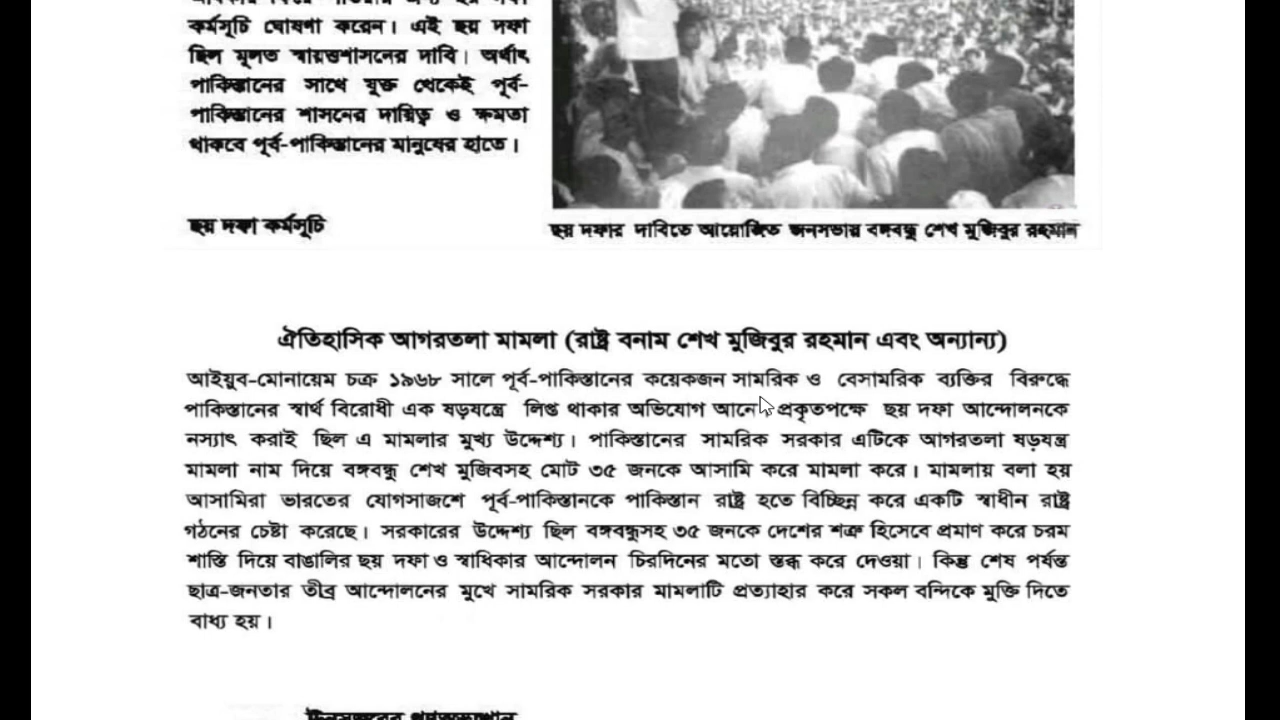 কর্মসূচি ঘোষণা করেন। এই ছয় দফা
ছিল মূলত স্বায়ত্তশাসনের দাবি। অর্থাৎ
পাকিস্তানের সাথে যুক্ত থেকেই পূর্ব-
পাকিস্তানের শাসনের দায়িত্ব ও ক্ষমতা
থাকবে পূর্ব-পাকিস্তানের মানুষের হাতে।
ছয় দফা কর্মসূচি
ছয় দফার দাবিতে আয়োজিত জনসভায় বঙ্গবন্ধু শেখ মুজিবুর রহমান
ঐতিহাসিক আগরতলা মামলা (রাষ্ট্র বনাম শেখ মুজিবুর রহমান এবং অন্যান্য)
আইয়ুব-মোনায়েম চক্র ১৯৬৮ সালে পূর্ব-পাকিস্তানের কয়েকজন সামরিক ও বেসামরিক ব্যক্তির বিরুদ্ধে
পাকিস্তানের স্বার্থ বিরোধী এক ষড়যন্ত্রে লিপ্ত থাকার অভিযোগ আনে প্রকৃতপক্ষে ছয় দফা আন্দোলনকে
নস্যাৎ করাই ছিল এ মামলার মুখ্য উদ্দেশ্য। পাকিস্তানের সামরিক সরকার এটিকে আগরতলা ষড়যন্ত্র
মামলা নাম দিয়ে বঙ্গবন্ধু শেখ মুজিবসহ মোট ৩৫ জনকে আসামি করে মামলা করে। মামলায় বলা হয়
আসামিরা ভারতের যোগসাজশে পূর্ব-পাকিস্তানকে পাকিস্তান রাষ্ট্র হতে বিচ্ছিন্ন করে একটি স্বাধীন রাষ্ট্র
গঠনের চেষ্টা করেছে। সরকারের উদ্দেশ্য ছিল বঙ্গবন্ধুসহ ৩৫ জনকে দেশের শত্রু হিসেবে প্রমাণ করে চরম
শাস্তি দিয়ে বাঙালির ছয় দফা ও স্বাধিকার আন্দোলন চিরদিনের মতো স্তব্ধ করে দেওয়া। কিন্তু শেষ পর্যন্ত
ছাত্র-জনতার তীব্র আন্দোলনের মুখে সামরিক সরকার মামলাটি প্রত্যাহার করে সকল বন্দিকে মুক্তি দিতে
বাধ্য হয়।